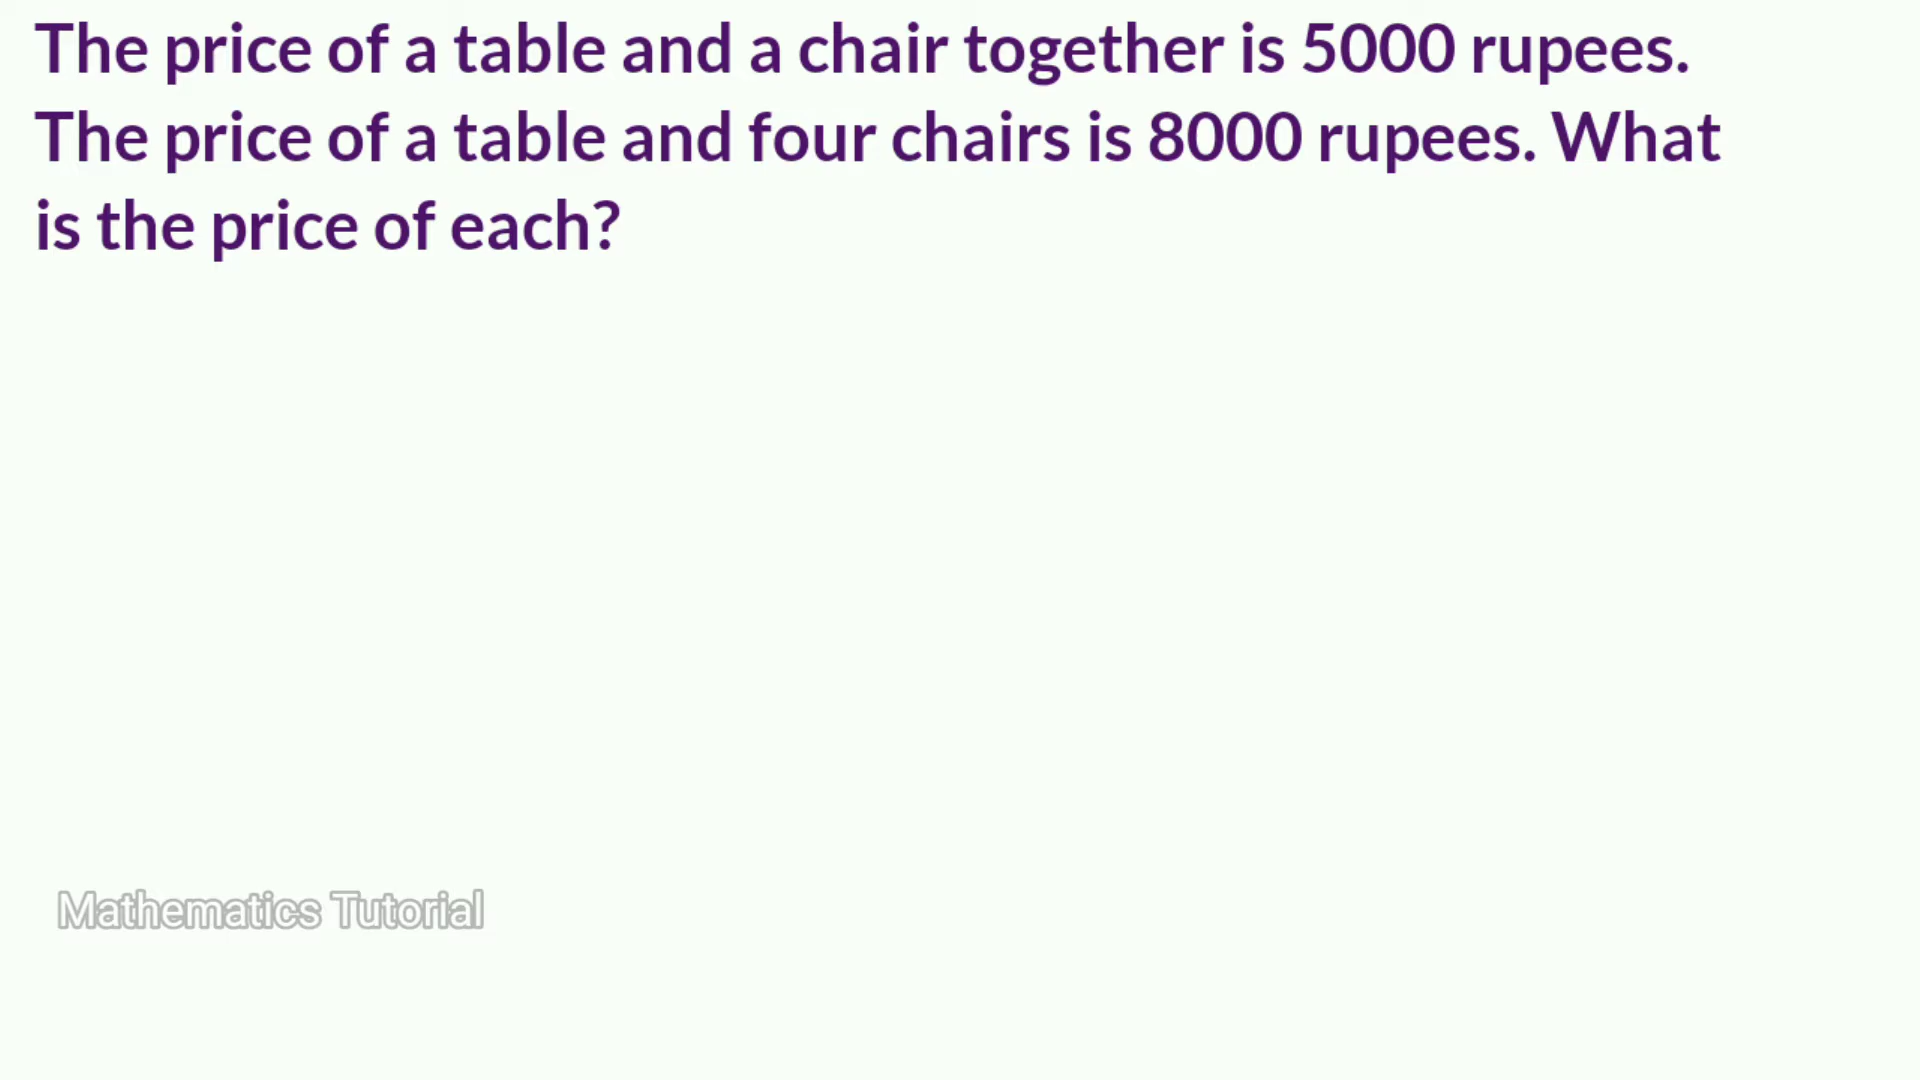 The price of a table and a chair together is 5000 rupees.
The price of a table and four chairs is 8000 rupees. What
is the price of each?
Mathematics Tutorial